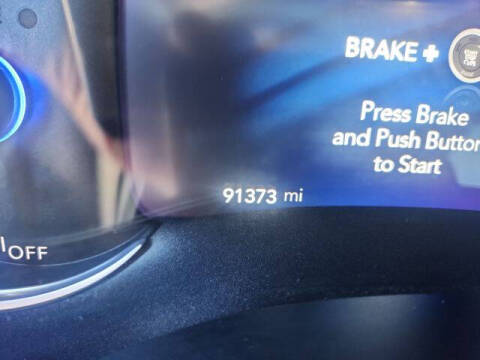 BRAKE +
Press Brake
and Push Button
to Start
91373 mi
OFF